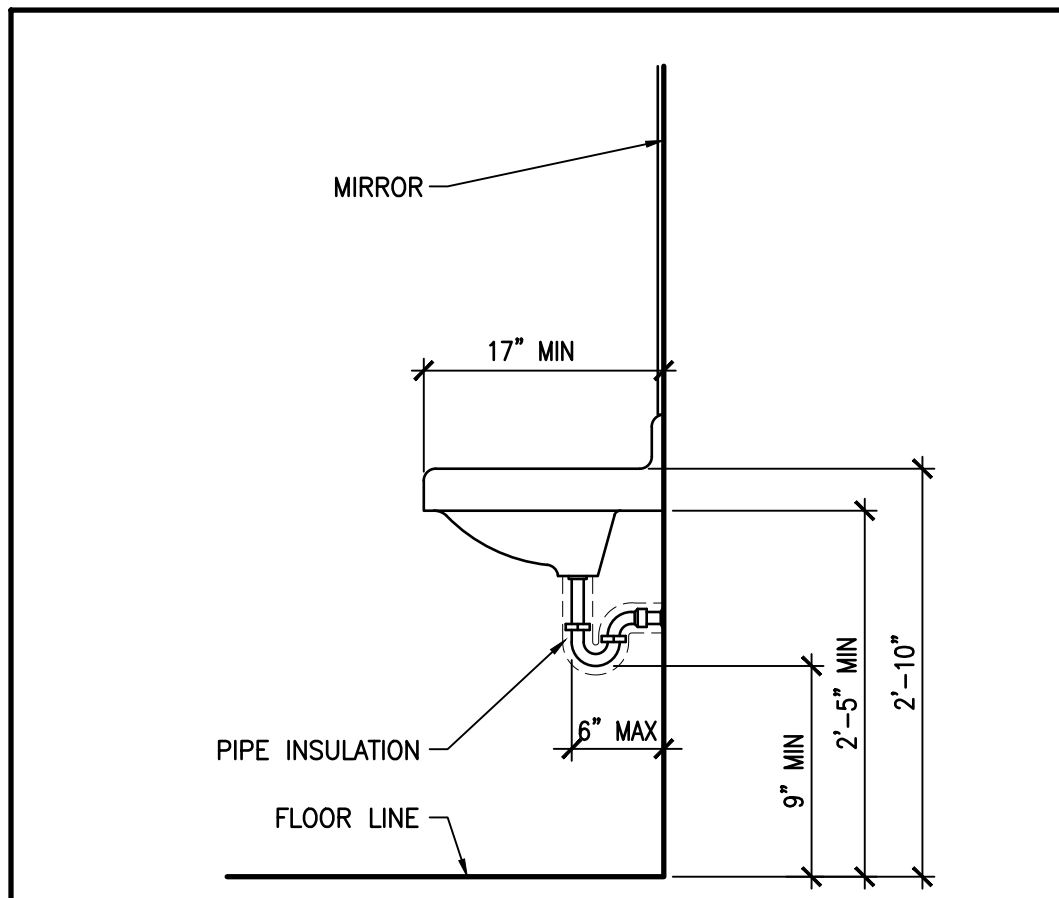 MIRROR
17” MIN
2’-10”
2’-5” MIN
9” MIN
6” MAX
PIPE INSULATION
FLOOR LINE